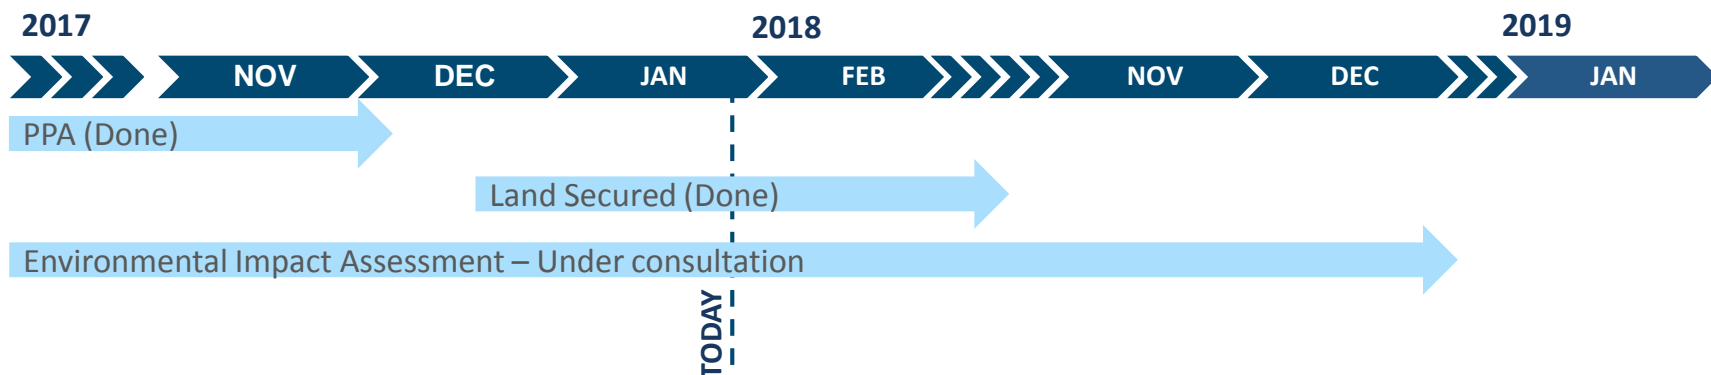 2017 2018 2019
NOV DEC JAN FEB NOV DEC JAN
PPA (Done)
Land Secured (Done)
Environmental Impact Assessment – Under consultation
TODAY